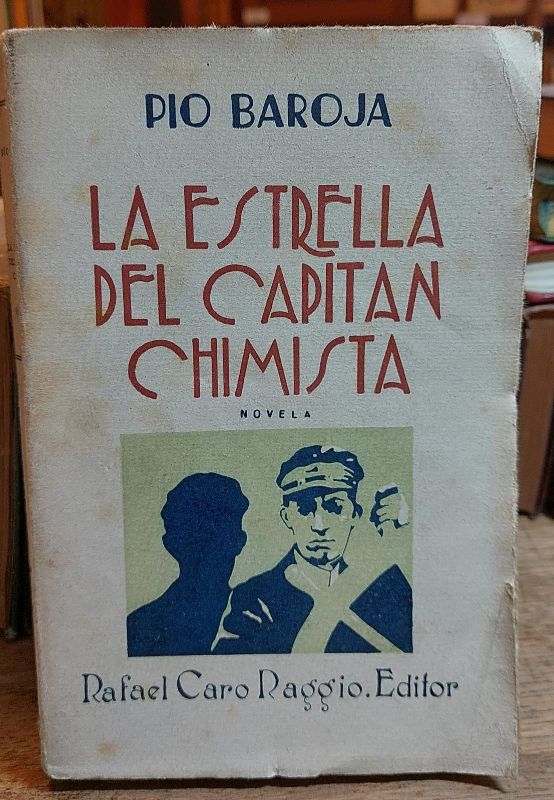 PIO BAROJA
LA ESTRELLA
DEL CAPITAN
CHIMISTA
NOVELA
Rafael Caro Raggio. Editor